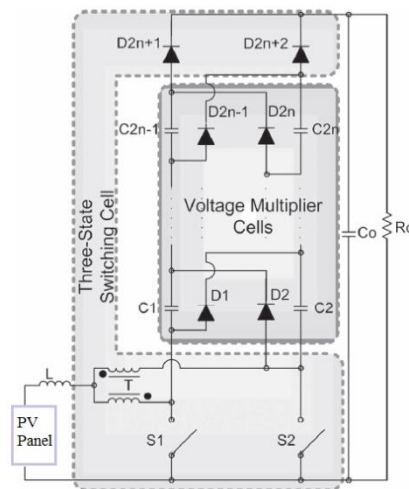 D2n+1
D2n+2
C2n-1
D2n-1
D2n
C2n
Three-State
Switching Cell
Voltage Multiplier
Cells
Co
C1
D1
D2
C2
L
T
PV
Panel
S1
S2